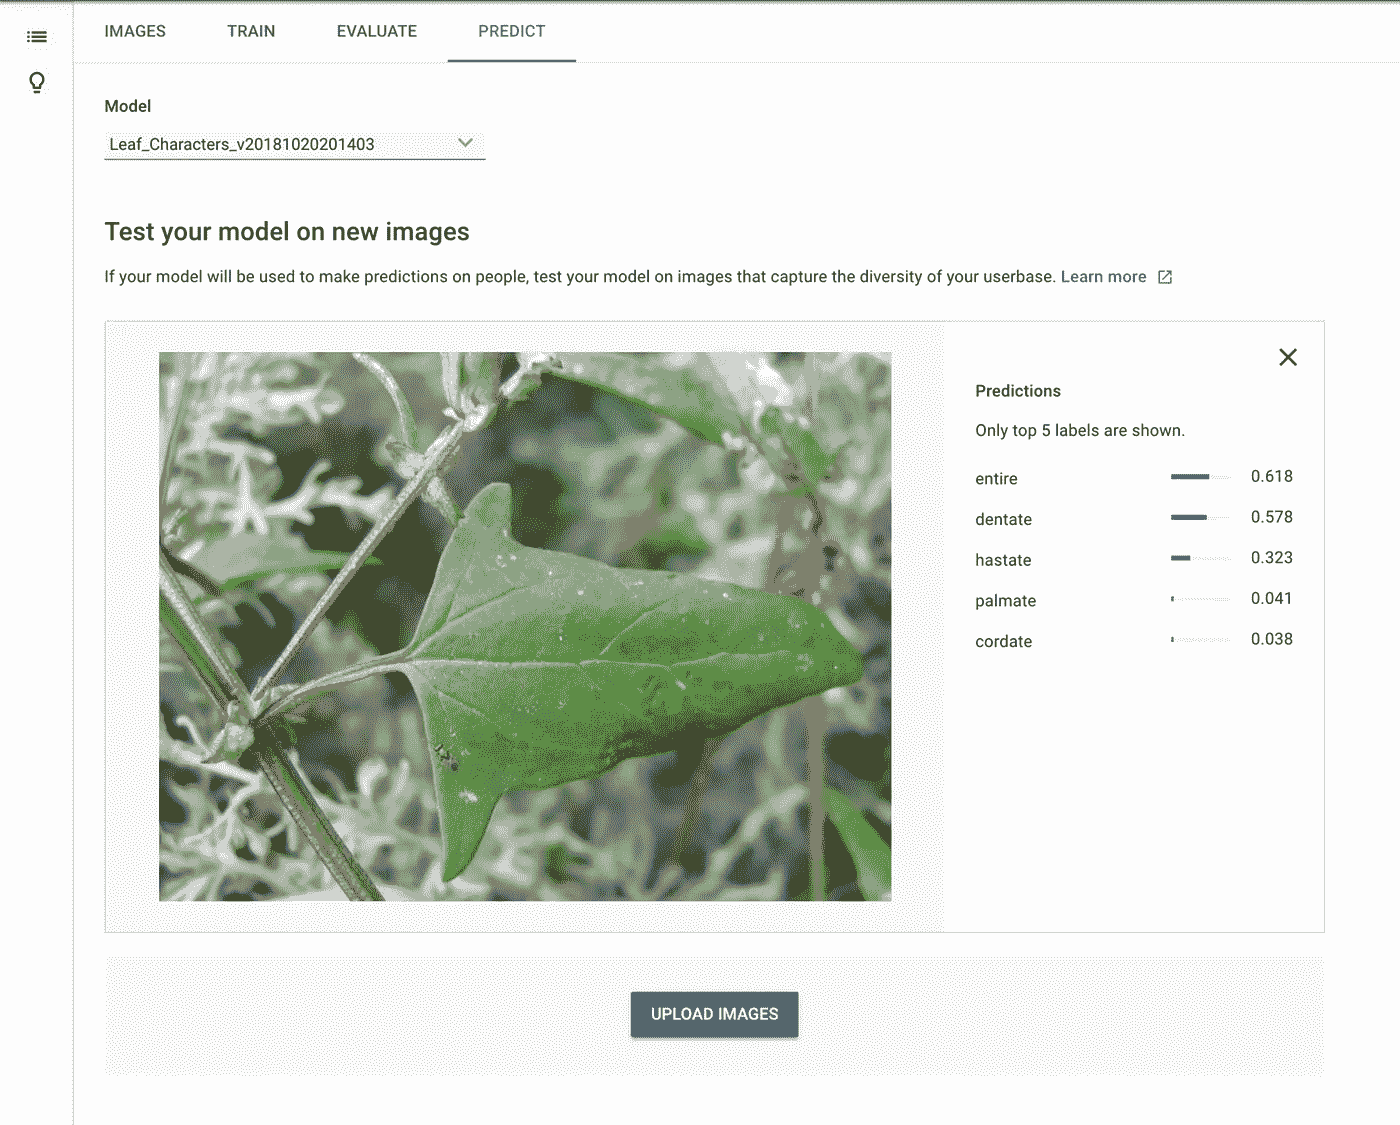 IMAGES TRAIN EVALUATE PREDICT
Model
Leaf_Characters_v20181020201403
Test your model on new images
If your model will be used to make predictions on people, test your model on images that capture the diversity of your userbase. Learn more
Predictions
Only top 5 labels are shown.
entire 0.618
dentate 0.578
hastate 0.323
palmate 0.041
cordate 0.038
UPLOAD IMAGES